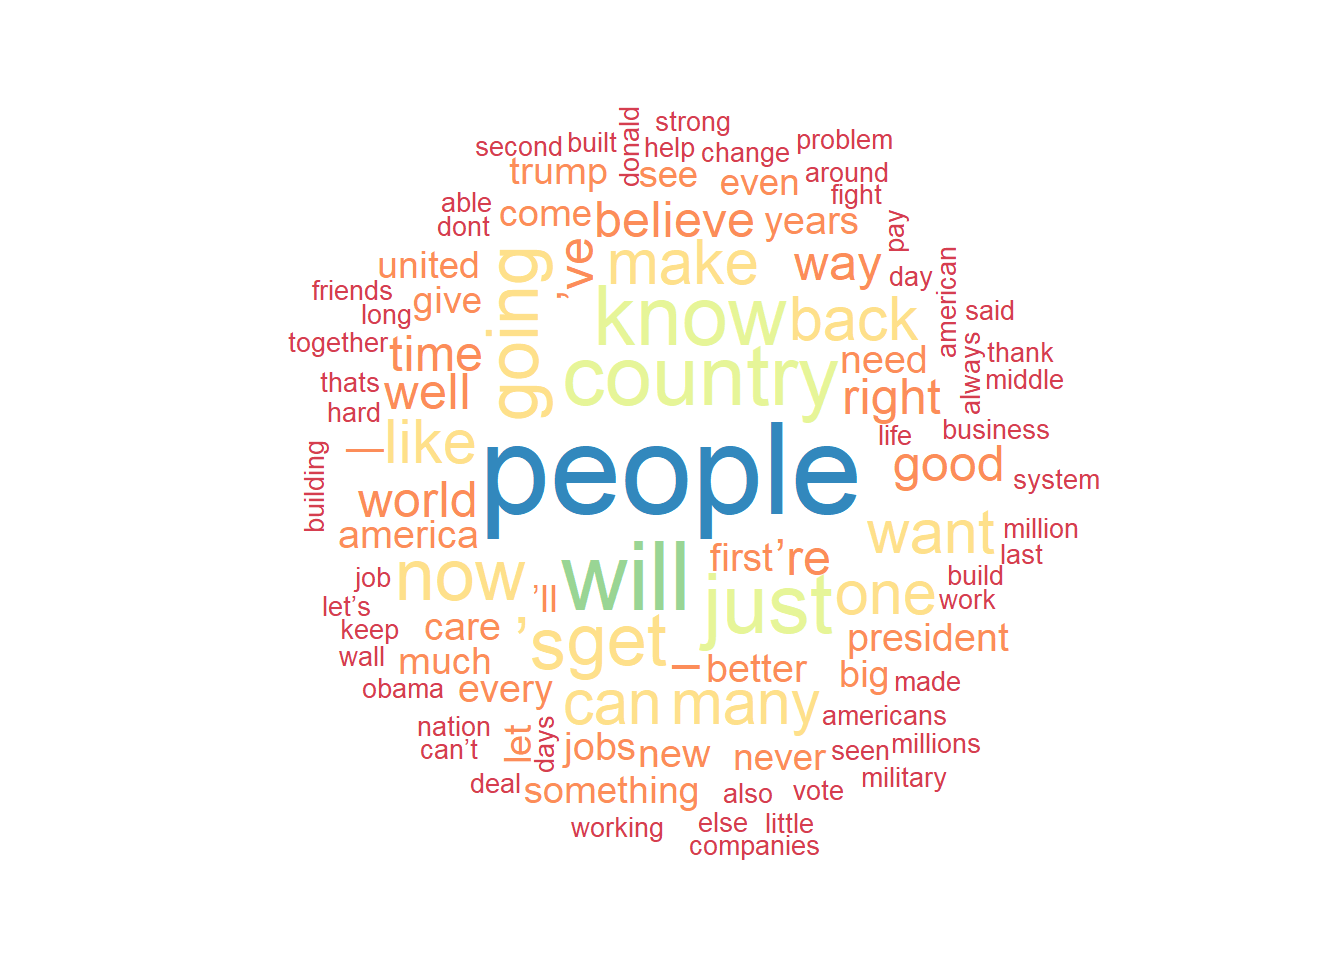 strong
second built donald help change problem
trump see even around
able fight
dont come believe years pay
united 've make way day american
friends give going know back said
long
together time country need always thank
thats well right middle
hard
— like life business
building people good system
world
america want million
now first 're last
job 'll will just one build
let’s work
keep care ’s get president
wall much – better big made
obama every can many americans
nation let days jobs new never seen millions
can’t
deal something also vote military
working else little
companies